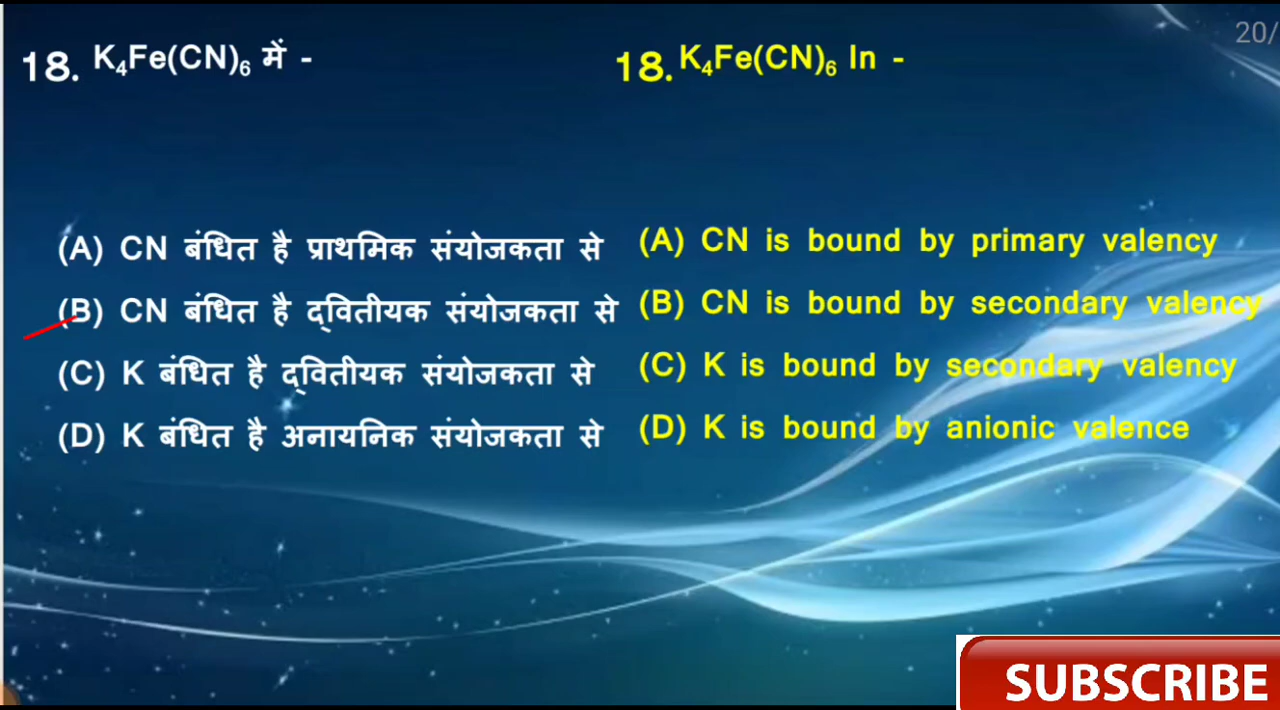 18. K₄Fe(CN)₆ में -
(A) CN बंधित है प्राथमिक संयोजकता से
(B) CN बंधित है द्वितीयक संयोजकता से
(C) K बंधित है द्वितीयक संयोजकता से
(D) K बंधित है अनायनिक संयोजकता से
20/
18. K₄Fe(CN)₆ In -
(A) CN is bound by primary valency
(B) CN is bound by secondary valency
(C) K is bound by secondary valency
(D) K is bound by anionic valence
SUBSCRIBE